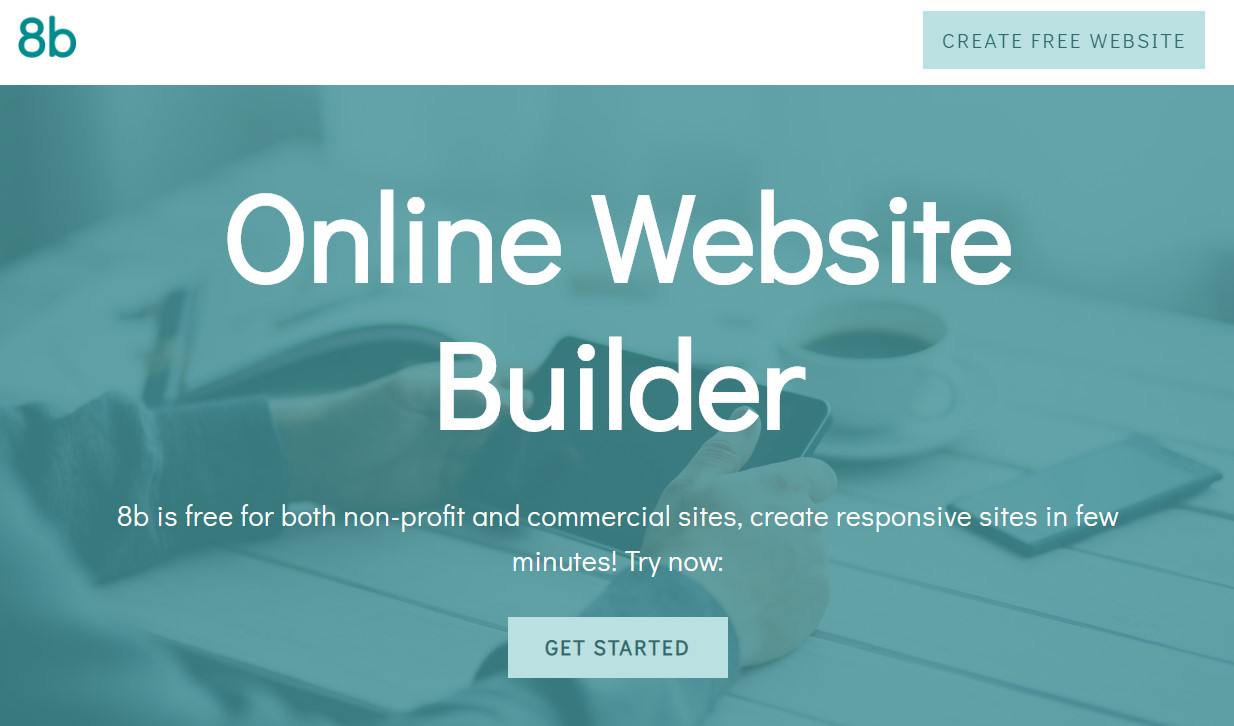 8b
CREATE FREE WEBSITE
Online Website
Builder
8b is free for both non-profit and commercial sites, create responsive sites in few
minutes! Try now:
GET STARTED